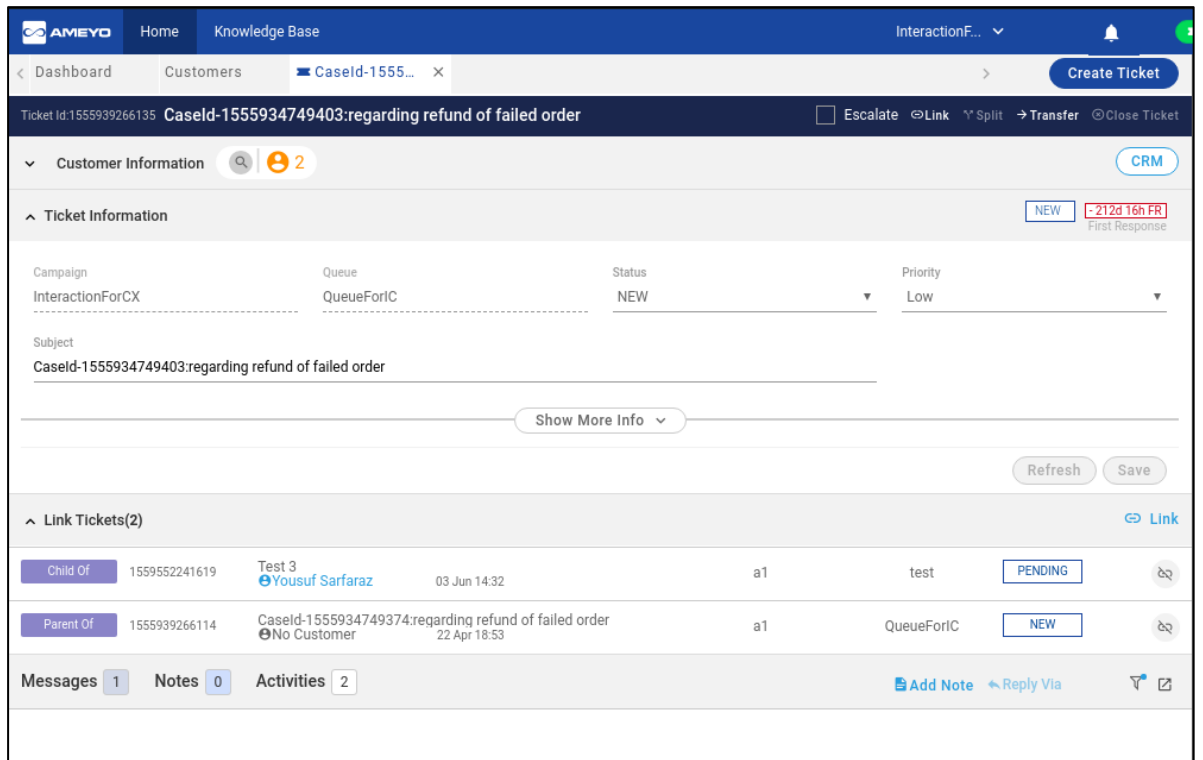 AMEYO Home Knowledge Base InteractionF...
Dashboard Customers CaseId-1555... Create Ticket
Ticket Id:1555939266135 CaseId-1555934749403:regarding refund of failed order Escalate Link Split Transfer Close Ticket
Customer Information 2 CRM
Ticket Information NEW - 212d 16h FR
First Response
Campaign Queue Status Priority
InteractionForCX QueueForIC NEW Low
Subject
CaseId-1555934749403:regarding refund of failed order
Show More Info
Refresh Save
Link Tickets(2) Link
Child Of 1559552241619 Test 3 a1 test PENDING
Yousuf Sarfaraz 03 Jun 14:32
Parent Of 1555939266114 CaseId-1555934749374:regarding refund of failed order a1 QueueForIC NEW
No Customer 22 Apr 18:53
Messages 1 Notes 0 Activities 2 Add Note Reply Via